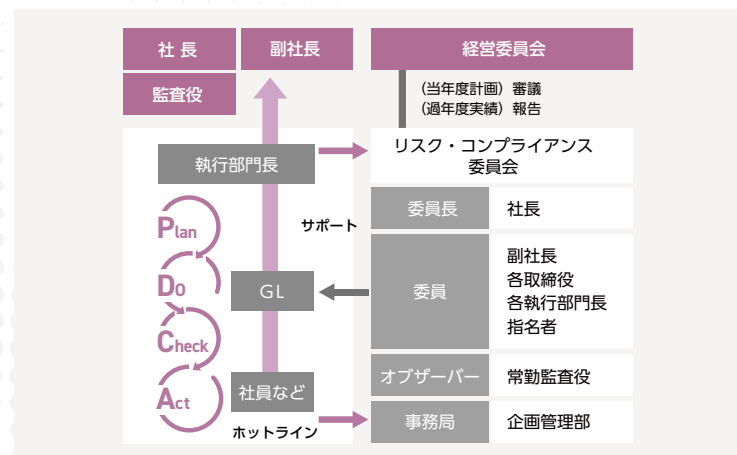 社 長
副社長
経営委員会
監査役
(当年度計画) 審議
(過年度実績) 報告
執行部門長
リスク・コンプライアンス
委員会
サポート
委員長
社長
Plan
Do
Check
Act
GL
委員
副社長
各取締役
各執行部門長
指名者
社員など
オブザーバー
常勤監査役
ホットライン
事務局
企画管理部